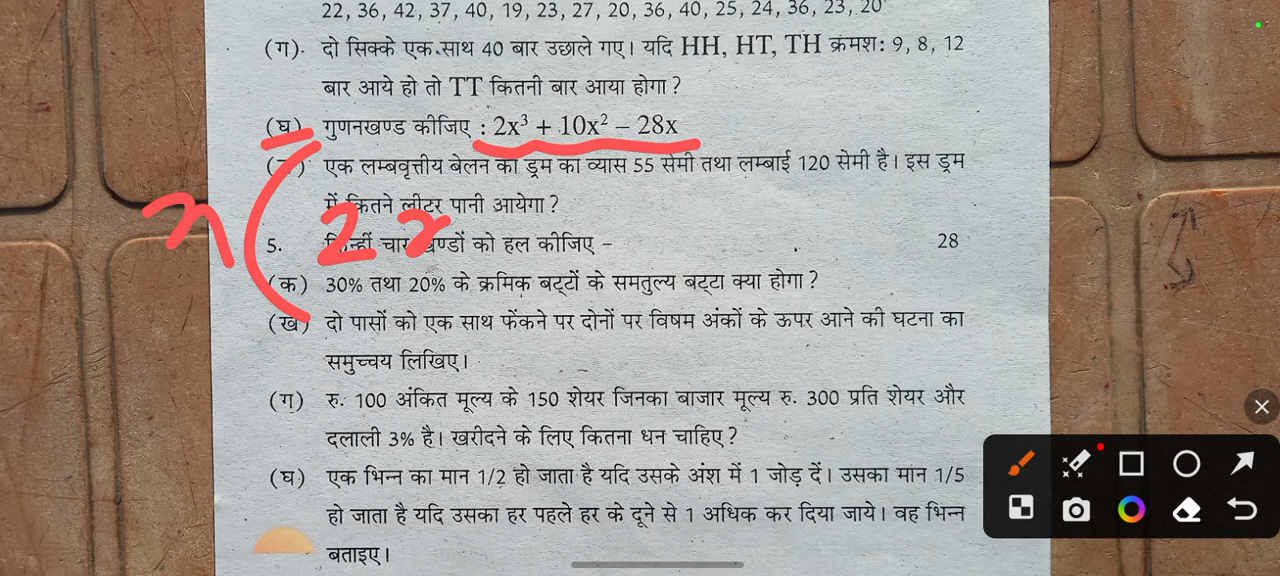 22, 36, 42, 37, 40, 19, 23, 27, 20, 36, 40, 25, 24, 36, 23, 20
(ग). दो सिक्के एक साथ 40 बार उछाले गए। यदि HH, HT, TH क्रमश: 9, 8, 12
बार आये हो तो TT कितनी बार आया होगा?
(घ) गुणनखण्ड कीजिए : 2x³ + 10x² – 28x
एक लम्बवृत्तीय बेलन का ड्रम का व्यास 55 सेमी तथा लम्बाई 120 सेमी है। इस ड्रम
में कितने लीटर पानी आयेगा?
x(2x
5. किन्हीं चार खण्डों को हल कीजिए – 28
(क) 30% तथा 20% के क्रमिक बट्टों के समतुल्य बट्टा क्या होगा?
(ख) दो पासों को एक साथ फेंकने पर दोनों पर विषम अंकों के ऊपर आने की घटना का
समुच्चय लिखिए।
(ग) रु. 100 अंकित मूल्य के 150 शेयर जिनका बाजार मूल्य रु. 300 प्रति शेयर और
दलाली 3% है। खरीदने के लिए कितना धन चाहिए?
(घ) एक भिन्न का मान 1/2 हो जाता है यदि उसके अंश में 1 जोड़ दें। उसका मान 1/5
हो जाता है यदि उसका हर पहले हर के दूने से 1 अधिक कर दिया जाये। वह भिन्न
बताइए।